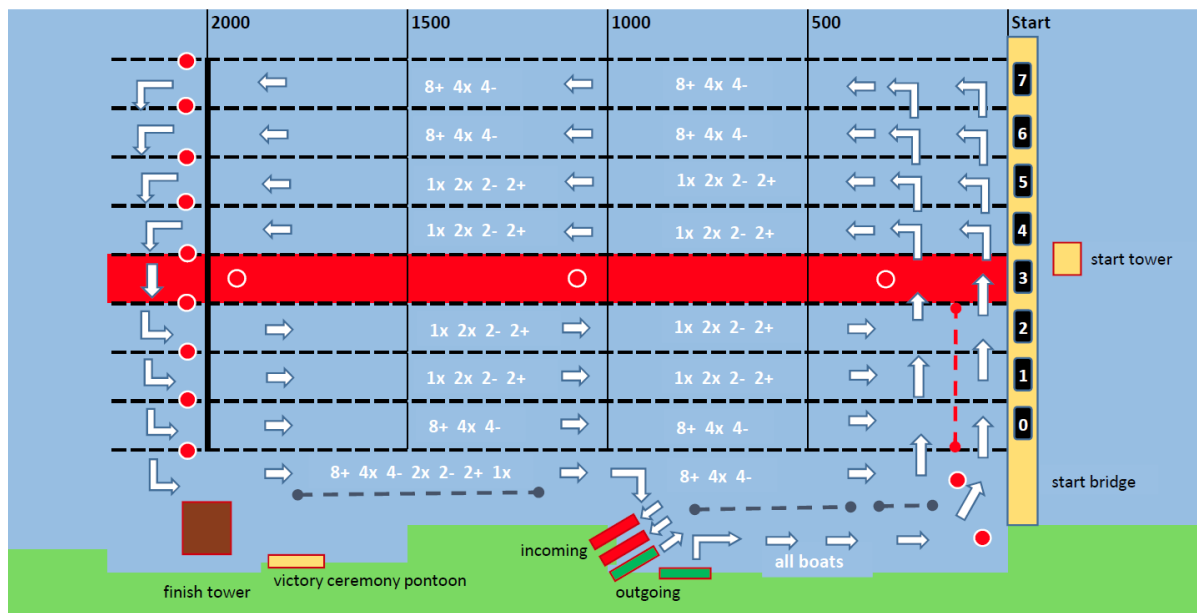 2000 1500 1000 500 Start
8+ 4x 4- 8+ 4x 4- 7
8+ 4x 4- 8+ 4x 4- 6
1x 2x 2- 2+ 1x 2x 2- 2+ 5
1x 2x 2- 2+ 1x 2x 2- 2+ 4
start tower
3
1x 2x 2- 2+ 1x 2x 2- 2+ 2
1x 2x 2- 2+ 1x 2x 2- 2+ 1
8+ 4x 4- 8+ 4x 4- 0
8+ 4x 4- 2x 2- 2+ 1x 8+ 4x 4- start bridge
incoming
all boats
victory ceremony pontoon
finish tower outgoing